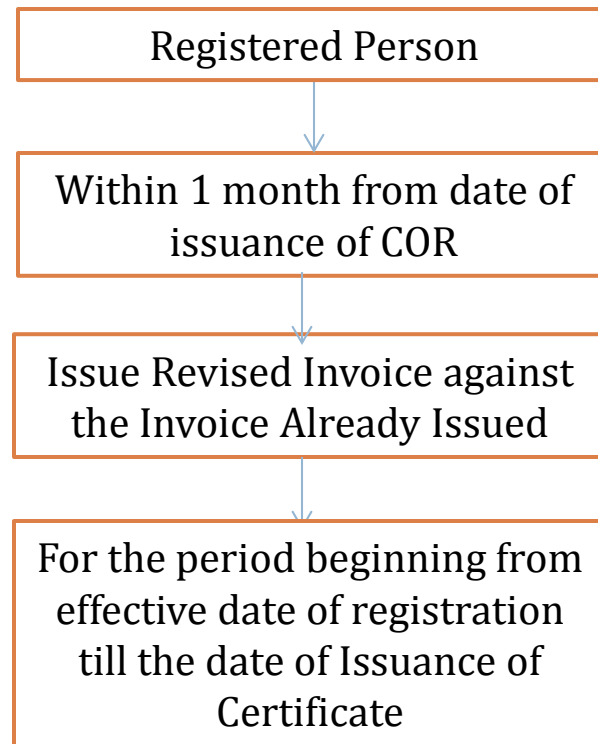 Registered Person
Within 1 month from date of
issuance of COR
Issue Revised Invoice against
the Invoice Already Issued
For the period beginning from
effective date of registration
till the date of Issuance of
Certificate